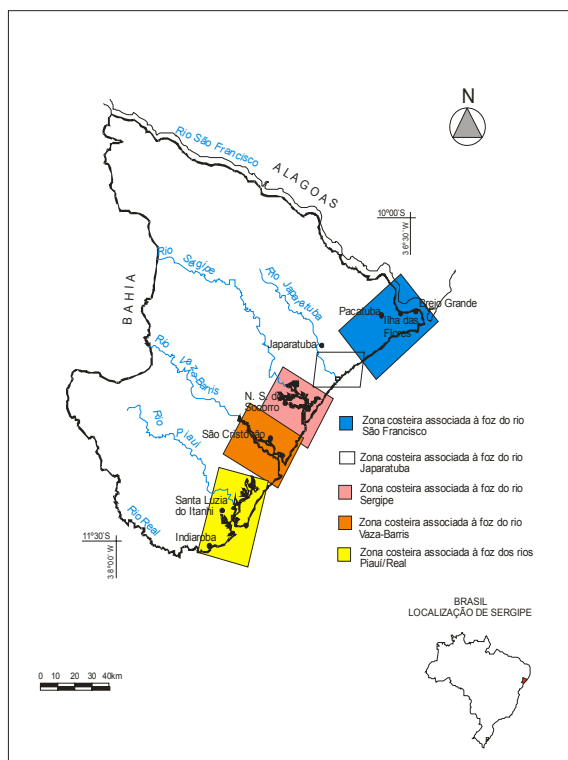 N
Rio São Francisco
ALAGOAS
10°00'S
3 6°30'W
BAHIA
Rio Sergipe
Rio Japaratuba
Brejo Grande
Pacatuba
Ilha das
Flores
Japaratuba
Rio Vaza-Barris
N. S. do
Socorro
São Cristóvão
Rio Piauí
Santa Luzia
do Itanhi
Rio Real
Indiaroba
11°30'S
3 8°00'W
Zona costeira associada à foz do rio
São Francisco
Zona costeira associada à foz do rio
Japaratuba
Zona costeira associada à foz do rio
Sergipe
Zona costeira associada à foz do rio
Vaza-Barris
Zona costeira associada à foz dos rios
Piauí/Real
BRASIL
LOCALIZAÇÃO DE SERGIPE
0 10 20 30 40km